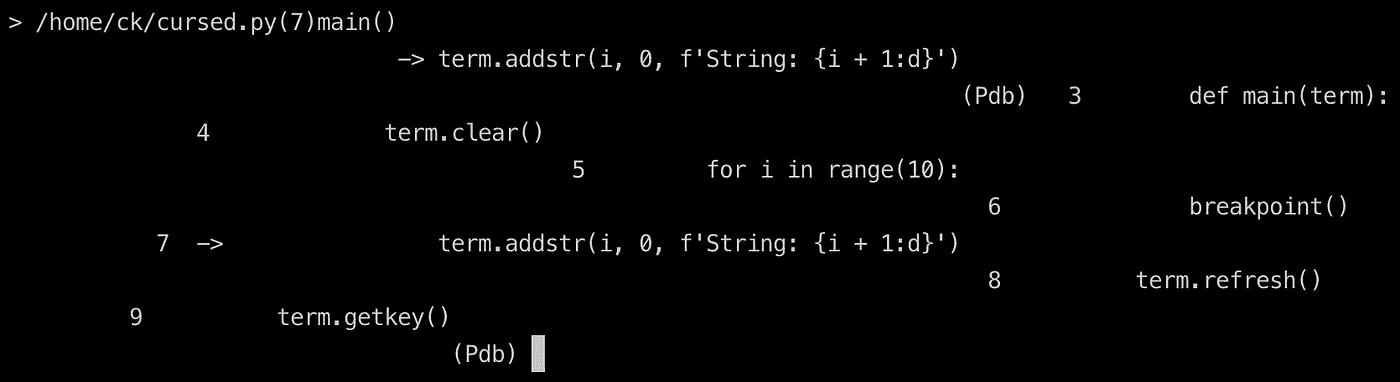 > /home/ck/cursed.py(7)main()
-> term.addstr(i, 0, f'String: {i + 1:d}')
(Pdb)   3        def main(term):
4             term.clear()
5         for i in range(10):
6              breakpoint()
7  ->                term.addstr(i, 0, f'String: {i + 1:d}')
8          term.refresh()
9          term.getkey()
(Pdb)